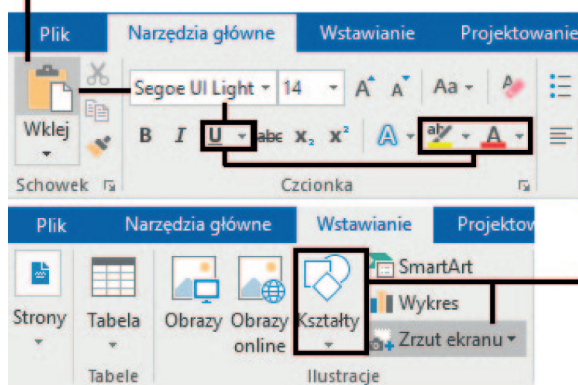 Plik Narzędzia główne Wstawianie Projektowanie
Segoe UI Light 14 A A Aa
Wklej B I U abc X₂ X² A aby A
Schowek Czcionka
Plik Narzędzia główne Wstawianie Projektow
SmartArt
Wykres
Strony Tabela Obrazy Obrazy online Kształty Zrzut ekranu
Tabele Ilustracje